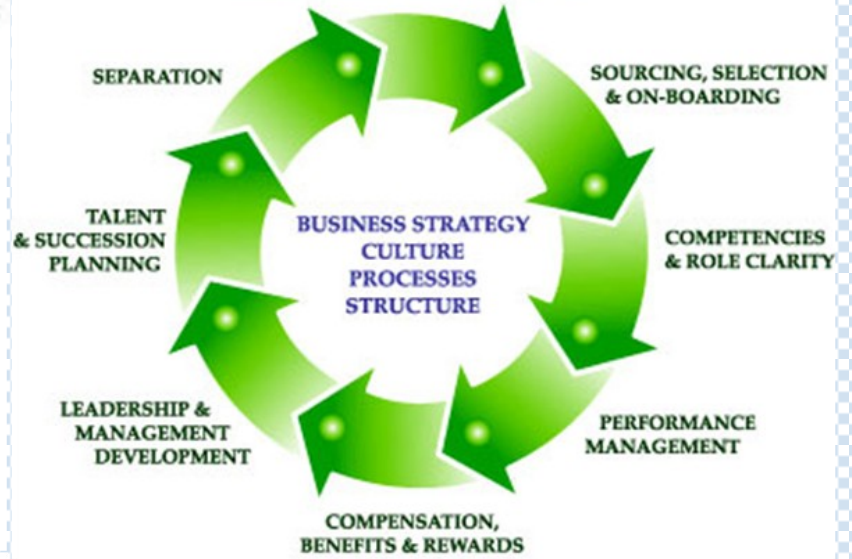 SEPARATION
SOURCING, SELECTION
& ON-BOARDING
TALENT
& SUCCESSION
PLANNING
BUSINESS STRATEGY
CULTURE
PROCESSES
STRUCTURE
COMPETENCIES
& ROLE CLARITY
LEADERSHIP &
MANAGEMENT
DEVELOPMENT
PERFORMANCE
MANAGEMENT
COMPENSATION,
BENEFITS & REWARDS